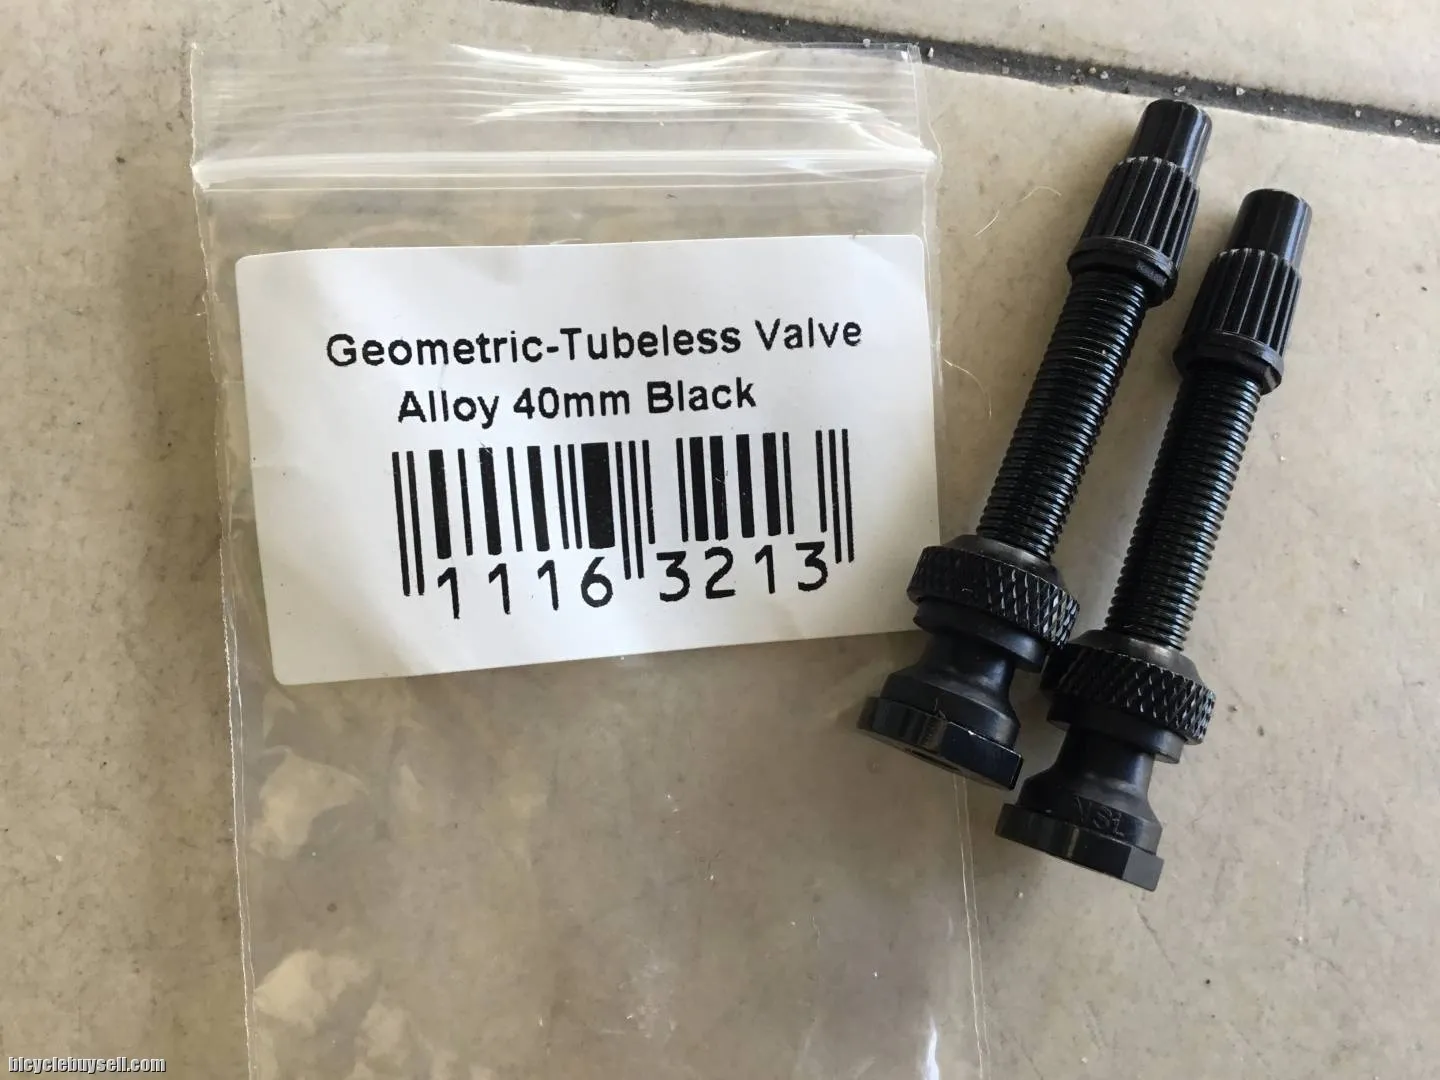 Geometric-Tubeless Valve
Alloy 40mm Black
1116 3213
bicyclebuysell.com